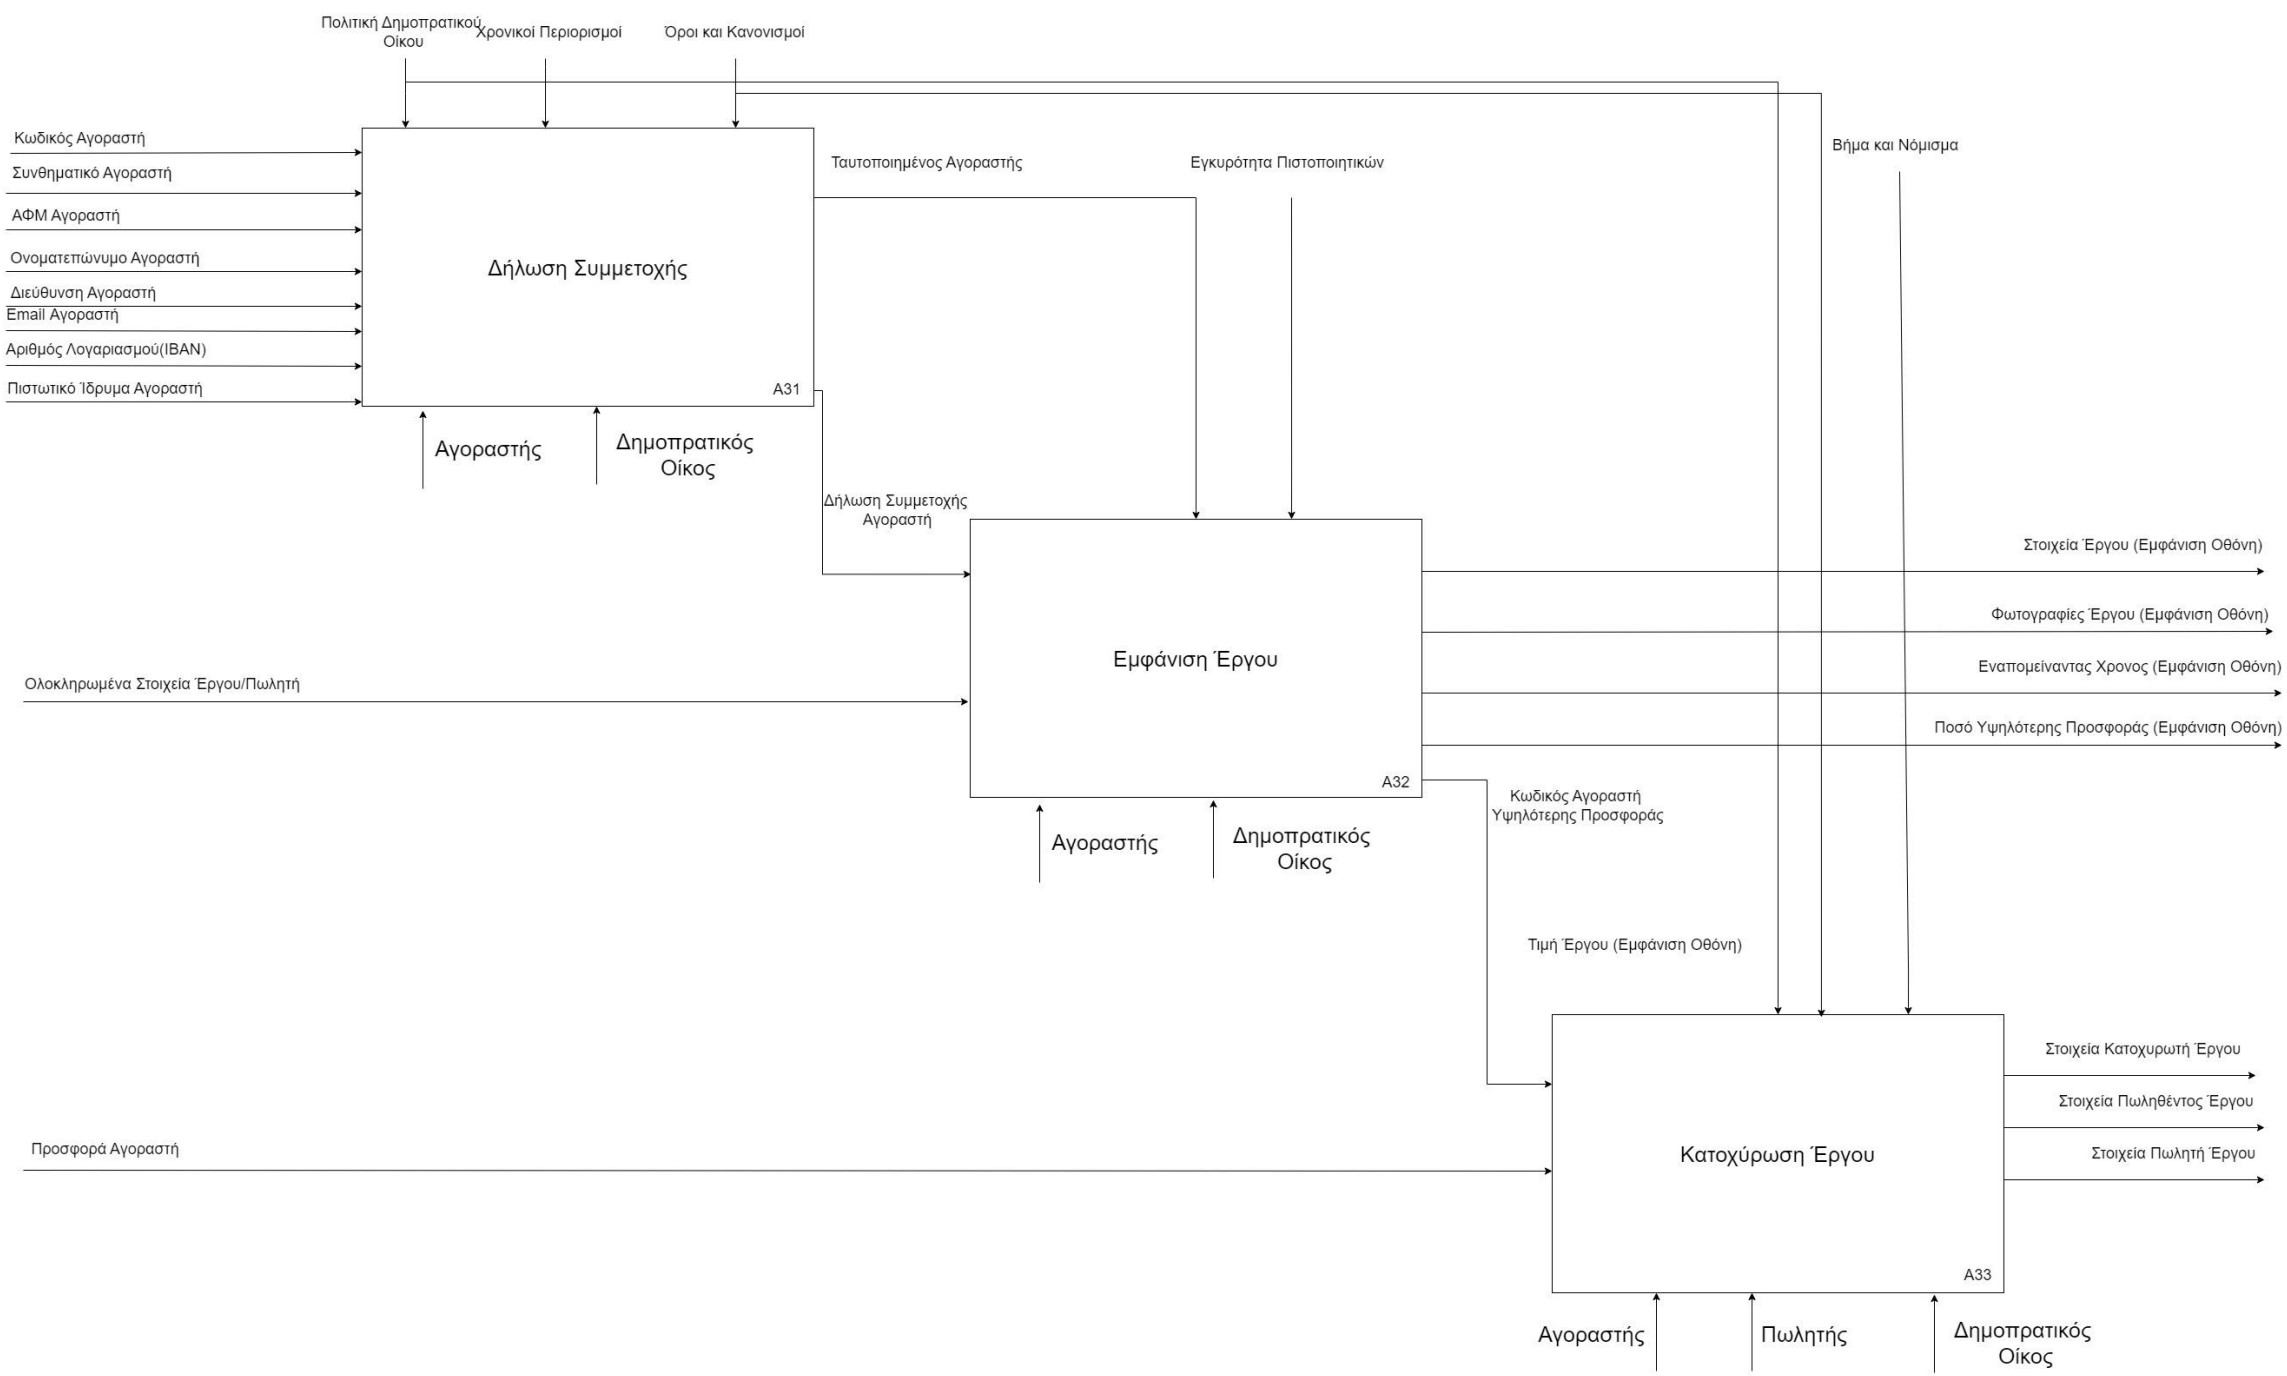 Πολιτική Δημοπρατικού
Οίκου
Χρονικοί Περιορισμοί
Όροι και Κανονισμοί
Κωδικός Αγοραστή
Συνθηματικό Αγοραστή
ΑΦΜ Αγοραστή
Ονοματεπώνυμο Αγοραστή
Διεύθυνση Αγοραστή
Email Αγοραστή
Αριθμός Λογαριασμού(IBAN)
Πιστωτικό Ίδρυμα Αγοραστή
Δήλωση Συμμετοχής
A31
Ταυτοποιημένος Αγοραστής
Εγκυρότητα Πιστοποιητικών
Βήμα και Νόμισμα
Αγοραστής
Δημοπρατικός
Οίκος
Δήλωση Συμμετοχής
Αγοραστή
Ολοκληρωμένα Στοιχεία Έργου/Πωλητή
Εμφάνιση Έργου
A32
Στοιχεία Έργου (Εμφάνιση Οθόνη)
Φωτογραφίες Έργου (Εμφάνιση Οθόνη)
Εναπομείναντας Χρονος (Εμφάνιση Οθόνη)
Ποσό Υψηλότερης Προσφοράς (Εμφάνιση Οθόνη)
Αγοραστής
Δημοπρατικός
Οίκος
Κωδικός Αγοραστή
Υψηλότερης Προσφοράς
Τιμή Έργου (Εμφάνιση Οθόνη)
Προσφορά Αγοραστή
Κατοχύρωση Έργου
A33
Στοιχεία Κατοχυρωτή Έργου
Στοιχεία Πωληθέντος Έργου
Στοιχεία Πωλητή Έργου
Αγοραστής
Πωλητής
Δημοπρατικός
Οίκος